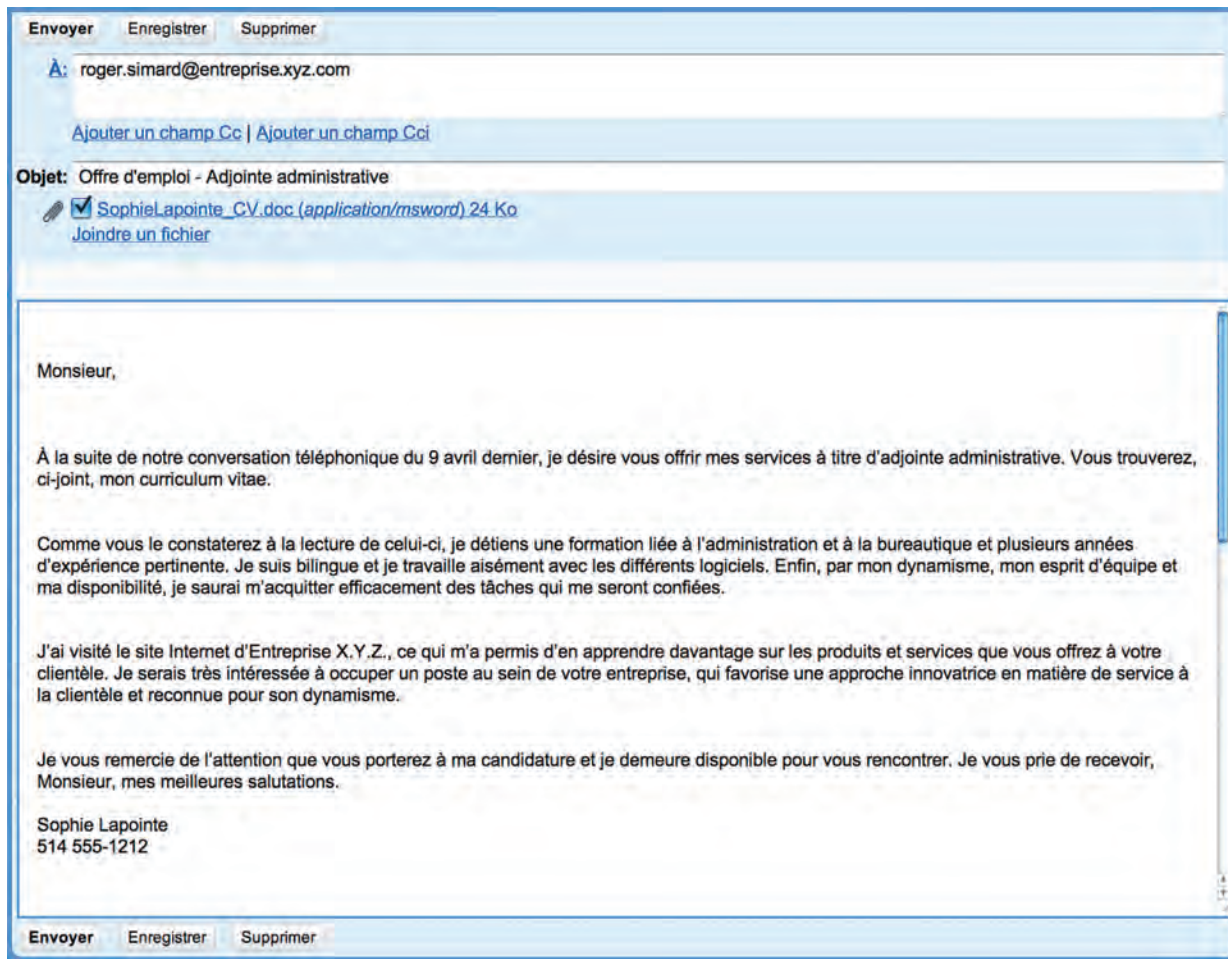 Envoyer Enregistrer Supprimer
À: roger.simard@entreprise.xyz.com
Ajouter un champ Cc | Ajouter un champ Cci
Objet: Offre d'emploi - Adjointe administrative
SophieLapointe_CV.doc (application/msword) 24 Ko
Joindre un fichier
Monsieur,
À la suite de notre conversation téléphonique du 9 avril dernier, je désire vous offrir mes services à titre d'adjointe administrative. Vous trouverez,
ci-joint, mon curriculum vitae.
Comme vous le constaterez à la lecture de celui-ci, je détiens une formation liée à l'administration et à la bureautique et plusieurs années
d'expérience pertinente. Je suis bilingue et je travaille aisément avec les différents logiciels. Enfin, par mon dynamisme, mon esprit d'équipe et
ma disponibilité, je saurai m'acquitter efficacement des tâches qui me seront confiées.
J'ai visité le site Internet d'Entreprise X.Y.Z., ce qui m'a permis d'en apprendre davantage sur les produits et services que vous offrez à votre
clientèle. Je serais très intéressée à occuper un poste au sein de votre entreprise, qui favorise une approche innovatrice en matière de service à
la clientèle et reconnue pour son dynamisme.
Je vous remercie de l'attention que vous porterez à ma candidature et je demeure disponible pour vous rencontrer. Je vous prie de recevoir,
Monsieur, mes meilleures salutations.
Sophie Lapointe
514 555-1212
Envoyer Enregistrer Supprimer